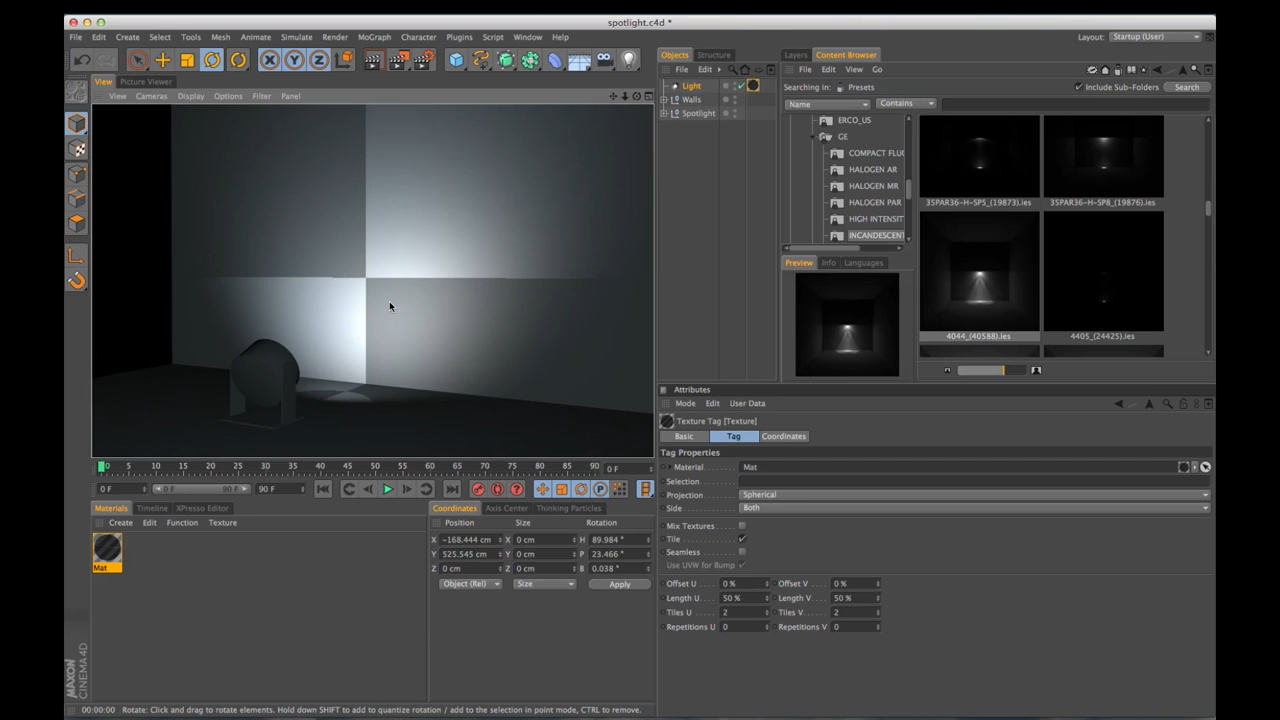 spotlight.c4d *
File Edit Create Select Tools Mesh Animate Simulate Render MoGraph Character Plugins Script Window Help
Layout: Startup (User)
X Y Z
View Picture Viewer
View Cameras Display Options Filter Panel
0 5 10 15 20 25 30 35 40 45 50 55 60 65 70 75 80 85 90 0 F
0 F 0 F 90 F 90 F
P
Materials Timeline XPresso Editor
Create Edit Function Texture
Mat
Coordinates Axis Center Thinking Particles
Position Size Rotation
X -168.444 cm X 0 cm H 89.984 °
Y 525.545 cm Y 0 cm P 23.466 °
Z 0 cm Z 0 cm B 0.038 °
Object (Rel) Size Apply
Objects Structure
File Edit
Light
Walls
Spotlight
Layers Content Browser
File Edit View Go
Searching in: Presets Include Sub-Folders Search
Name Contains
ERCO_US
GE
COMPACT FLUO
HALOGEN AR
HALOGEN MR
HALOGEN PAR
HIGH INTENSIT
INCANDESCENT
35PAR36-H-SP5_(19873).ies 35PAR36-H-SP8_(19876).ies
4044_(40588).ies 4405_(24425).ies
Preview Info Languages
Attributes
Mode Edit User Data
Texture Tag [Texture]
Basic Tag Coordinates
Tag Properties
Material Mat
Selection
Projection Spherical
Side Both
Mix Textures
Tile
Seamless
Use UVW for Bump
Offset U 0 % Offset V 0 %
Length U 50 % Length V 50 %
Tiles U 2 Tiles V 2
Repetitions U 0 Repetitions V 0
MAXON
CINEMA4D
00:00:00 Rotate: Click and drag to rotate elements. Hold down SHIFT to add to quantize rotation / add to the selection in point mode, CTRL to remove.